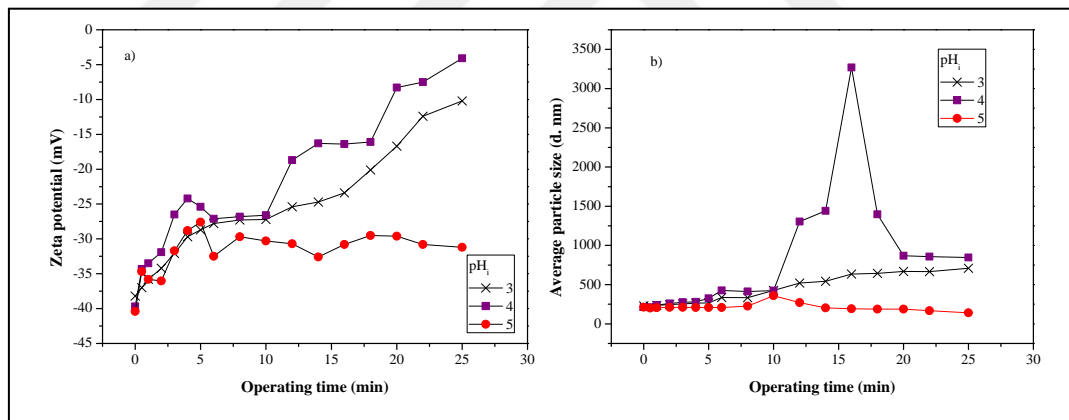 a)
0
-5
-10
-15
-20
-25
-30
-35
-40
-45
Zeta potential (mV)
0 5 10 15 20 25 30
Operating time (min)
pHᵢ
3
4
5
b)
3500
3000
2500
2000
1500
1000
500
0
Average particle size (d. nm)
0 5 10 15 20 25 30
Operating time (min)
pHᵢ
3
4
5